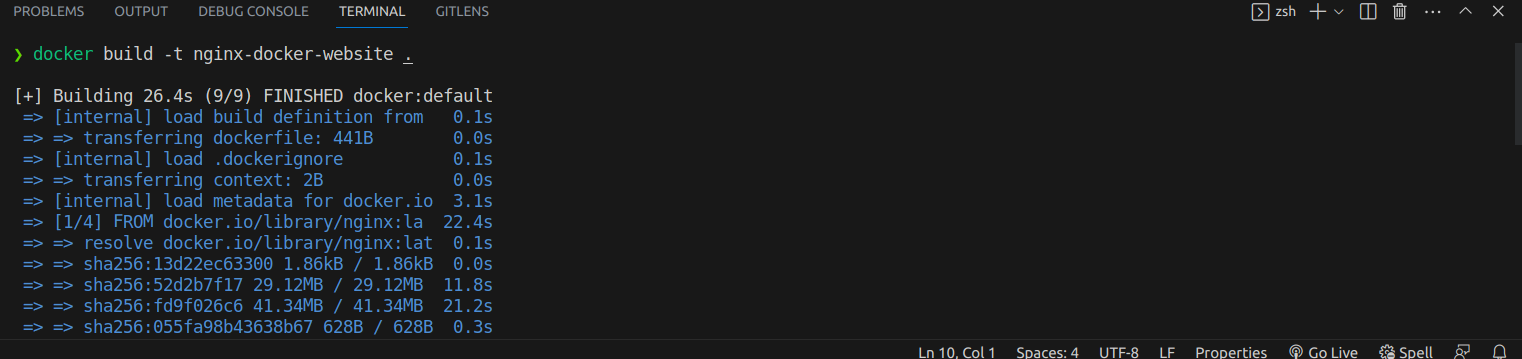 PROBLEMS OUTPUT DEBUG CONSOLE TERMINAL GITLENS zsh
❯ docker build -t nginx-docker-website .
[+] Building 26.4s (9/9) FINISHED docker:default
=> [internal] load build definition from 0.1s
=> => transferring dockerfile: 441B 0.0s
=> [internal] load .dockerignore 0.1s
=> => transferring context: 2B 0.0s
=> [internal] load metadata for docker.io 3.1s
=> [1/4] FROM docker.io/library/nginx:la 22.4s
=> => resolve docker.io/library/nginx:lat 0.1s
=> => sha256:13d22ec63300 1.86kB / 1.86kB 0.0s
=> => sha256:52d2b7f17 29.12MB / 29.12MB 11.8s
=> => sha256:fd9f026c6 41.34MB / 41.34MB 21.2s
=> => sha256:055fa98b43638b67 628B / 628B 0.3s
Ln 10, Col 1 Spaces: 4 UTF-8 LF Properties Go Live Spell